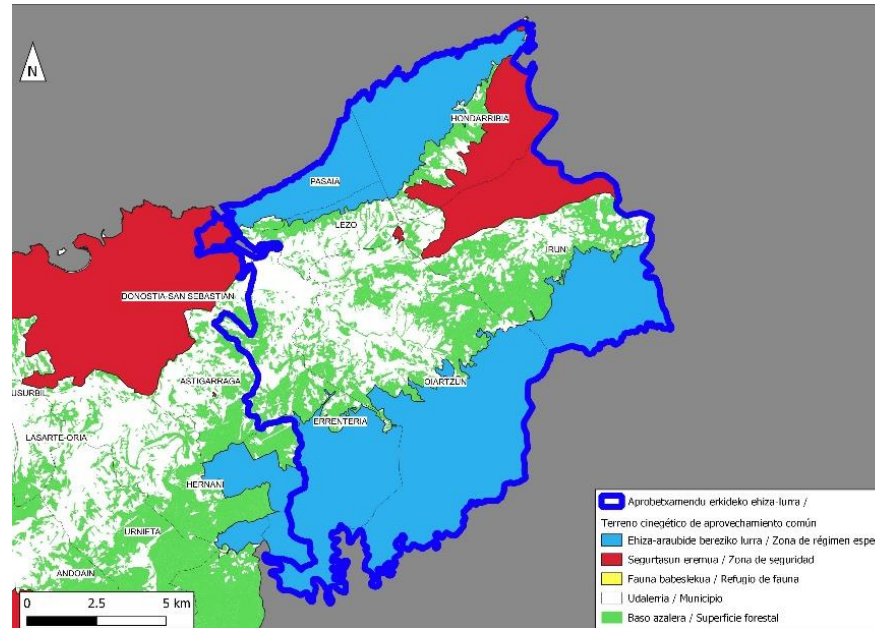 N
HONDARRIBIA
PASAIA
LEZO
IRUN
DONOSTIA-SAN SEBASTIAN
OIARTZUN
ASTIGARRAGA
USURBIL
ERRENTERIA
LASARTE-ORIA
HERNANI
URNIETA
ANDOAIN
0 2.5 5 km
Aprobetxamendu erkideko ehiza-lurra /
Terreno cinegético de aprovechamiento común
Ehiza-araubide bereziko lurra / Zona de régimen espe
Segurtasun eremua / Zona de seguridad
Fauna babeslekua / Refugio de fauna
Udalerria / Municipio
Baso azalera / Superficie forestal